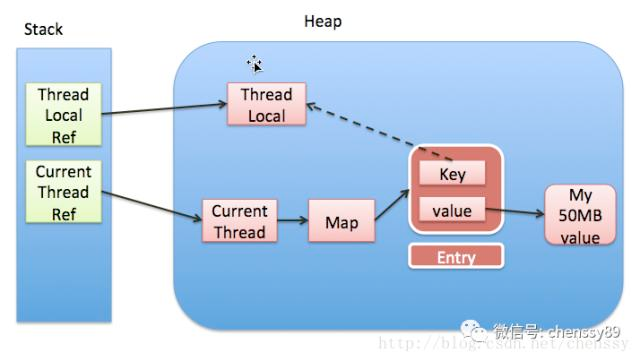 Stack
Heap
Thread
Local
Ref
Thread
Local
Current
Thread
Ref
Key
value
Current
Thread
Map
My
50MB
value
Entry
微信号: chenssy89
http://blog.csdn.net/chenssy